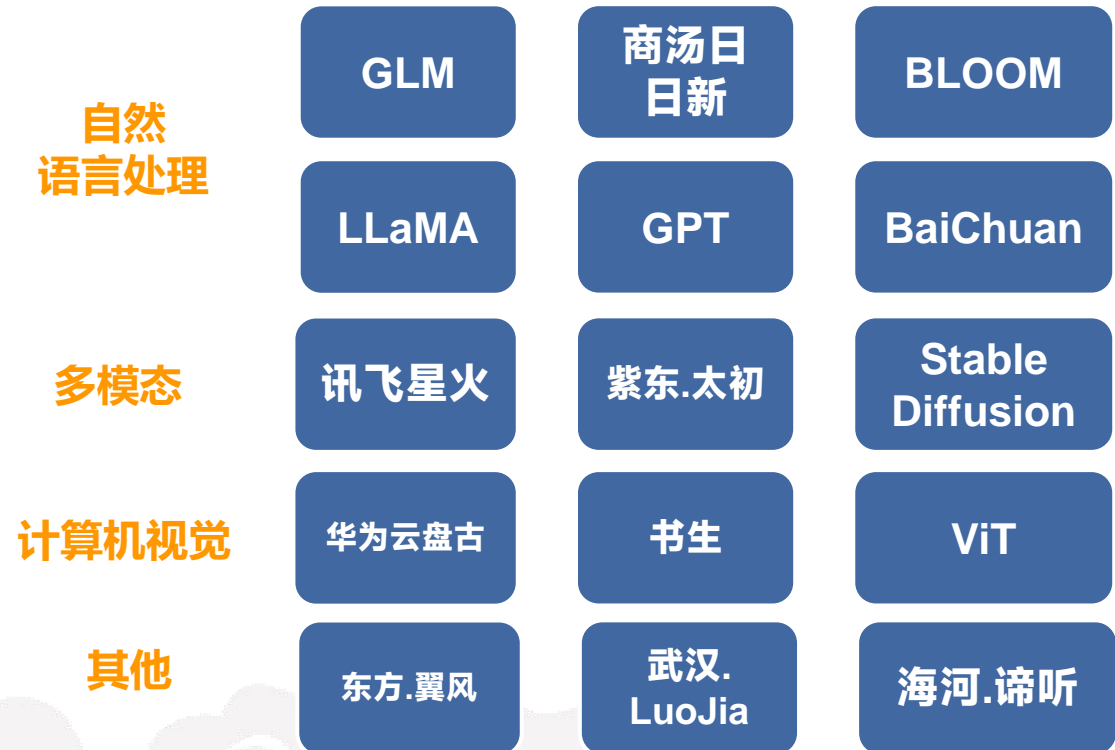 自然
语言处理
GLM
商汤日
日新
BLOOM
LLaMA
GPT
BaiChuan
多模态
讯飞星火
紫东.太初
Stable
Diffusion
计算机视觉
华为云盘古
书生
ViT
其他
东方.翼风
武汉.
LuoJia
海河.谛听